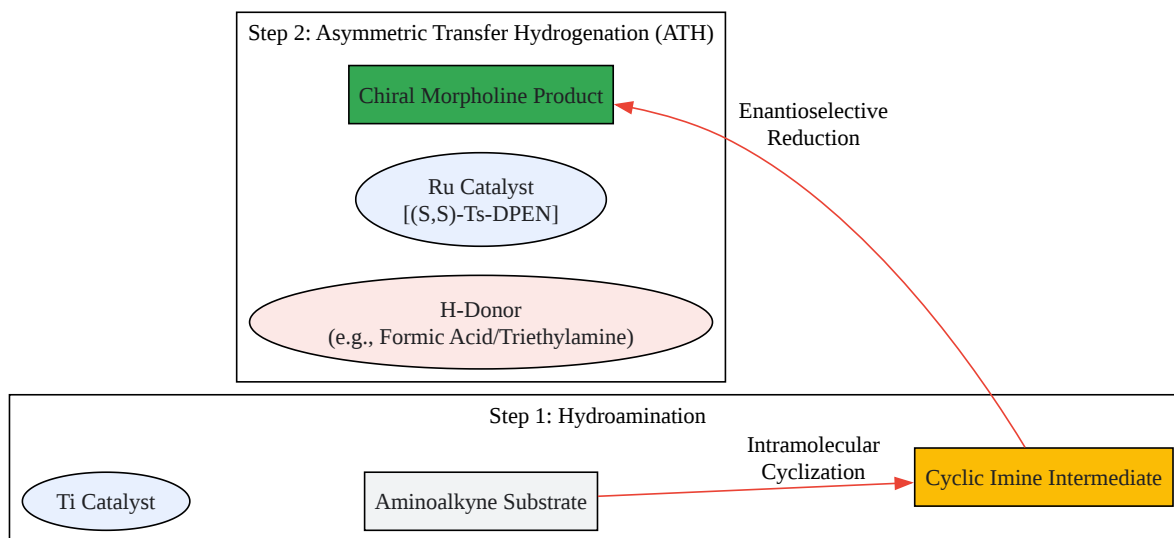 Step 2: Asymmetric Transfer Hydrogenation (ATH)
Chiral Morpholine Product
Enantioselective
Reduction
Ru Catalyst
[(S,S)-Ts-DPEN]
H-Donor
(e.g., Formic Acid/Triethylamine)
Step 1: Hydroamination
Intramolecular
Cyclization
Ti Catalyst
Aminoalkyne Substrate
Cyclic Imine Intermediate